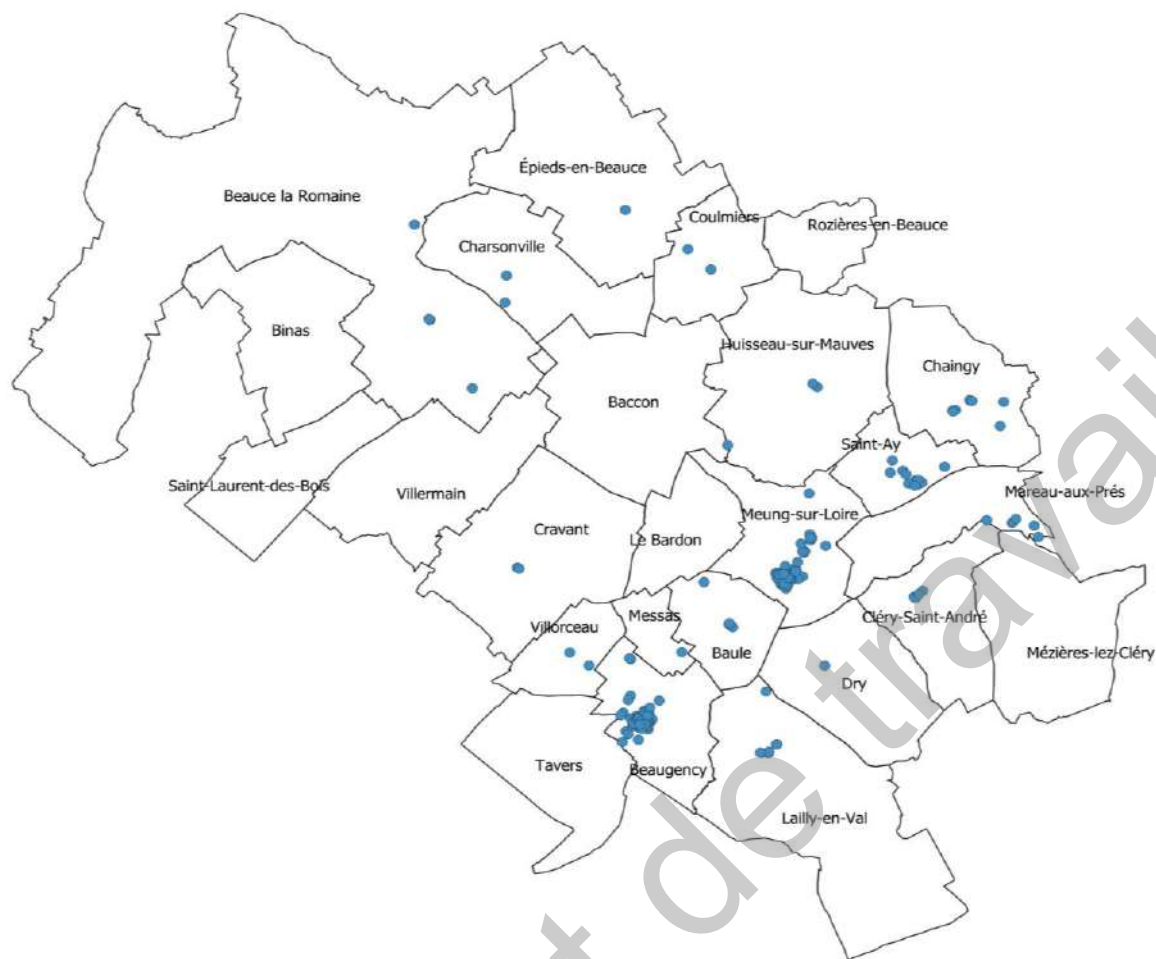 Épieds-en-Beauce
Beauce la Romaine
Coulmiers
Rozières-en-Beauce
Charsonville
Binas
Huisseau-sur-Mauves
Chaingy
Baccon
Saint-Ay
Saint-Laurent-des-Bois
Villermain
Mareau-aux-Prés
Meung-sur-Loire
Cravant
Le Bardon
Messas
Cléry-Saint-André
Villorceau
Baule
Mézières-lez-Cléry
Dry
Tavers
Beaugency
Lailly-en-Val
t de travail